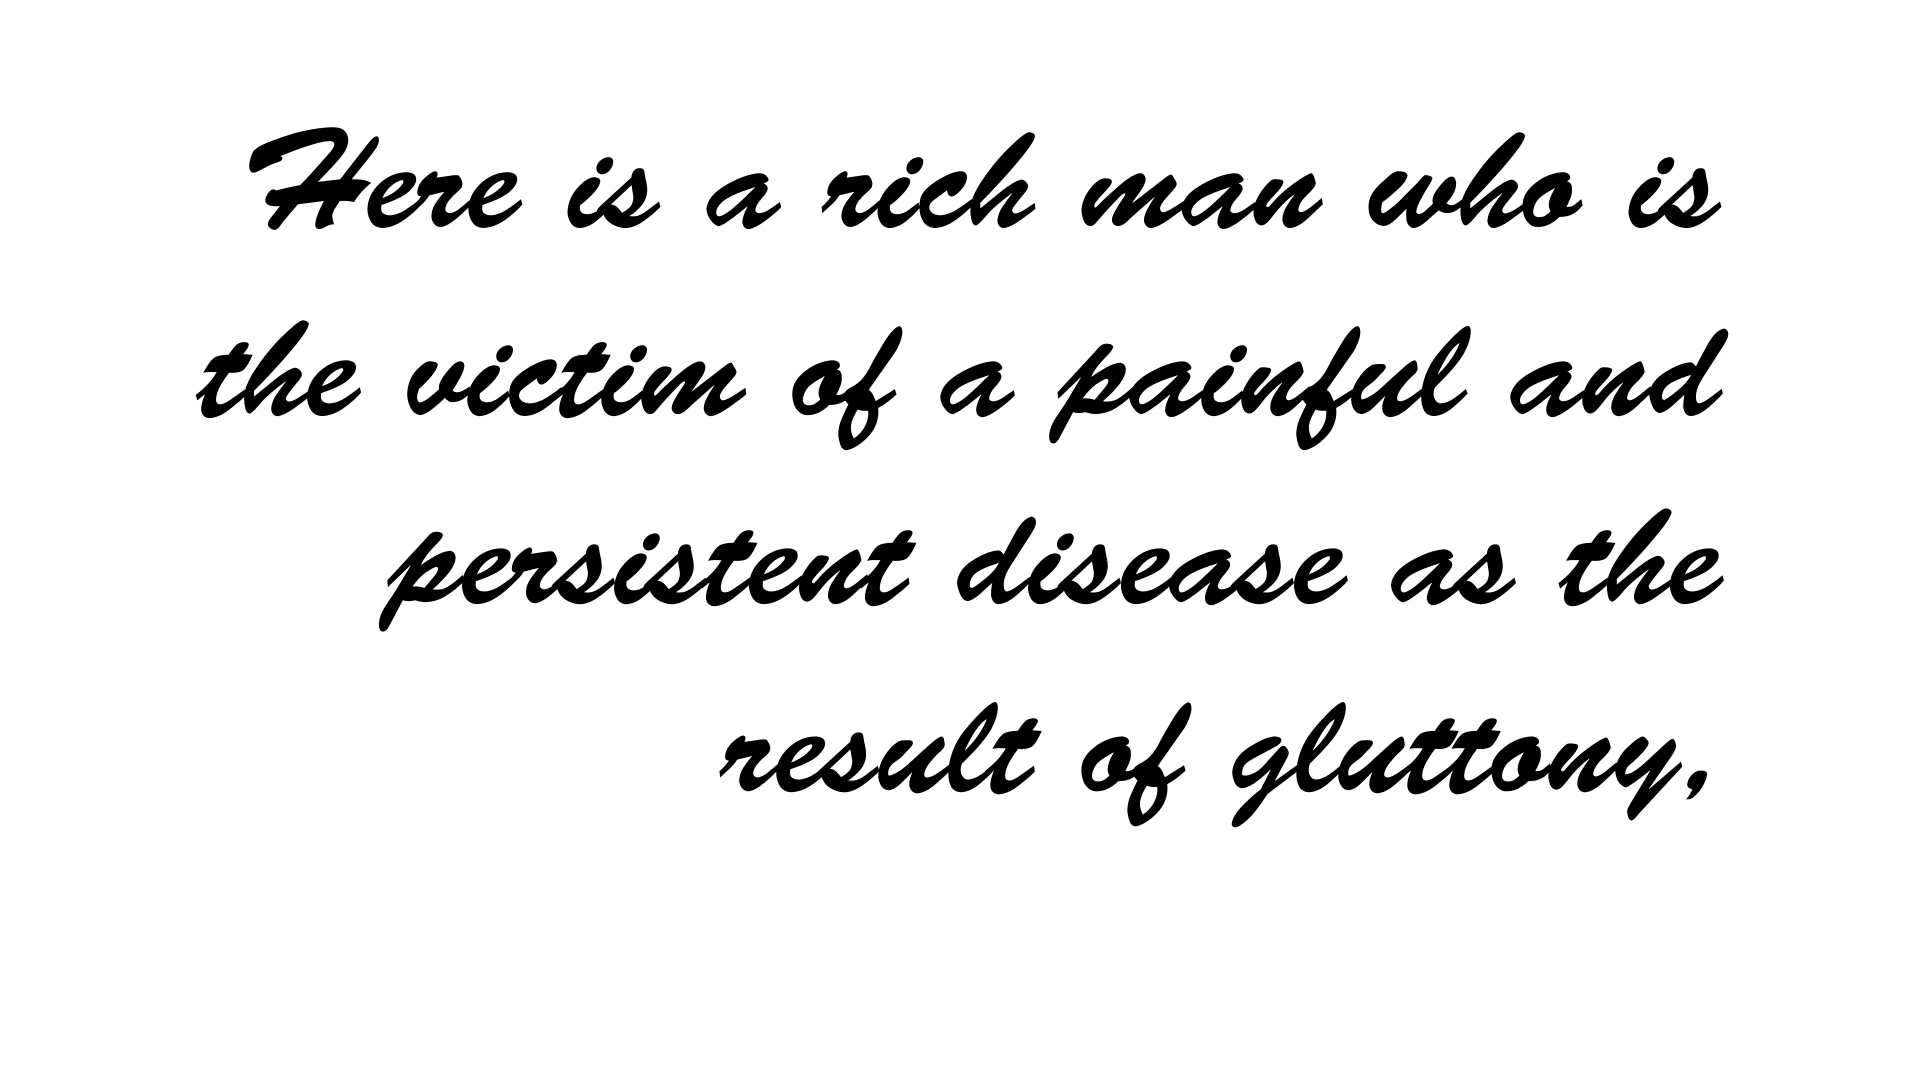 Here is a rich man who is
the victim of a painful and
persistent disease as the
result of gluttony,